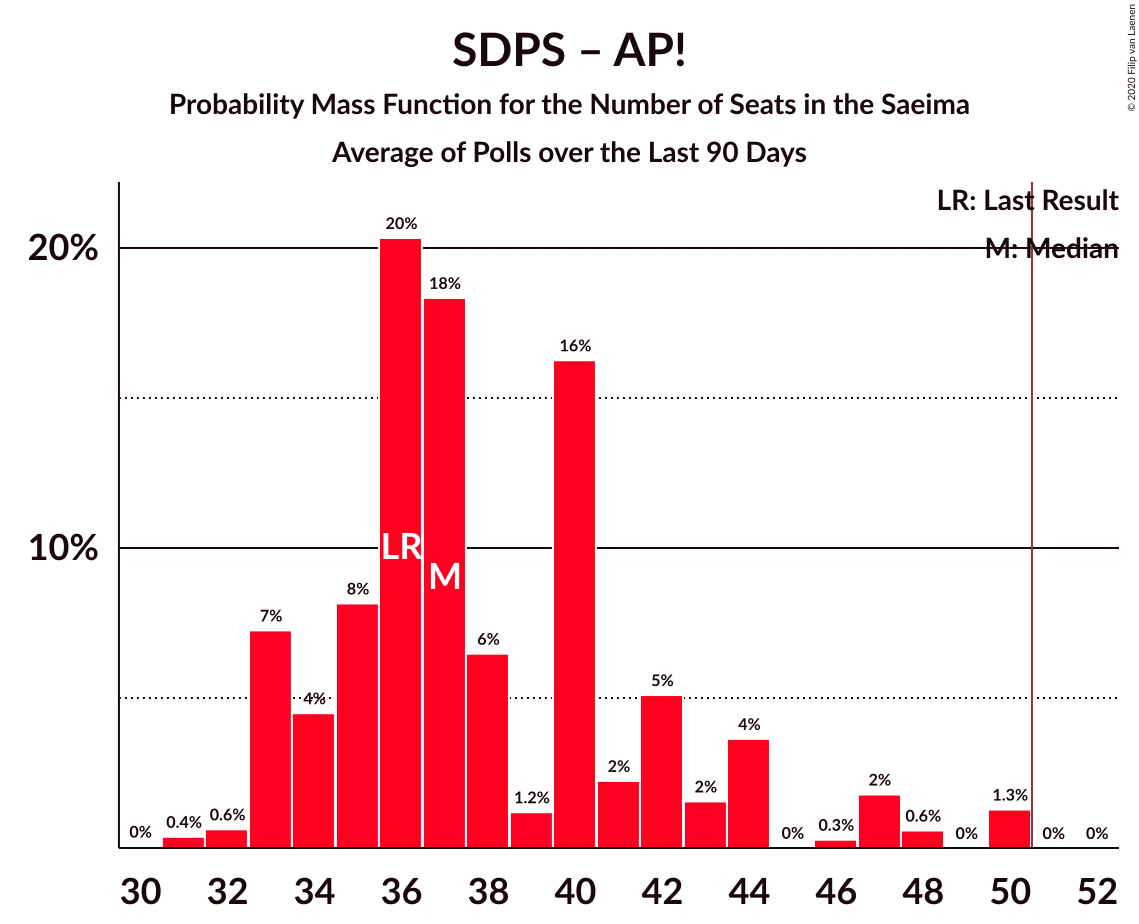 SDPS – AP!
Probability Mass Function for the Number of Seats in the Saeima
Average of Polls over the Last 90 Days
© 2020 Filip van Laenen
LR: Last Result
M: Median
20%
10%
0%
0.4%
0.6%
7%
4%
8%
20%
18%
6%
1.2%
16%
2%
5%
2%
4%
0%
0.3%
2%
0.6%
0%
1.3%
0%
0%
LR
M
30 32 34 36 38 40 42 44 46 48 50 52